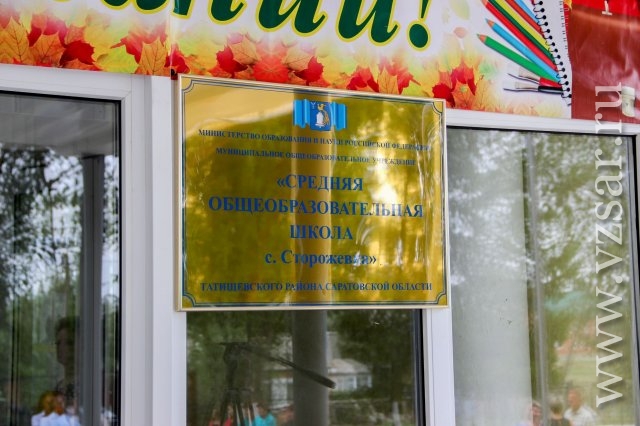 МИНИСТЕРСТВО ОБРАЗОВАНИЯ И НАУКИ РОССИЙСКОЙ ФЕДЕРАЦИИ
МУНИЦИПАЛЬНОЕ ОБЩЕОБРАЗОВАТЕЛЬНОЕ УЧРЕЖДЕНИЕ
«СРЕДНЯЯ
ОБЩЕОБРАЗОВАТЕЛЬНАЯ
ШКОЛА
с. Сторожевка»
ТАТИЩЕВСКОГО РАЙОНА, САРАТОВСКОЙ ОБЛАСТИ
www.vzsar.ru